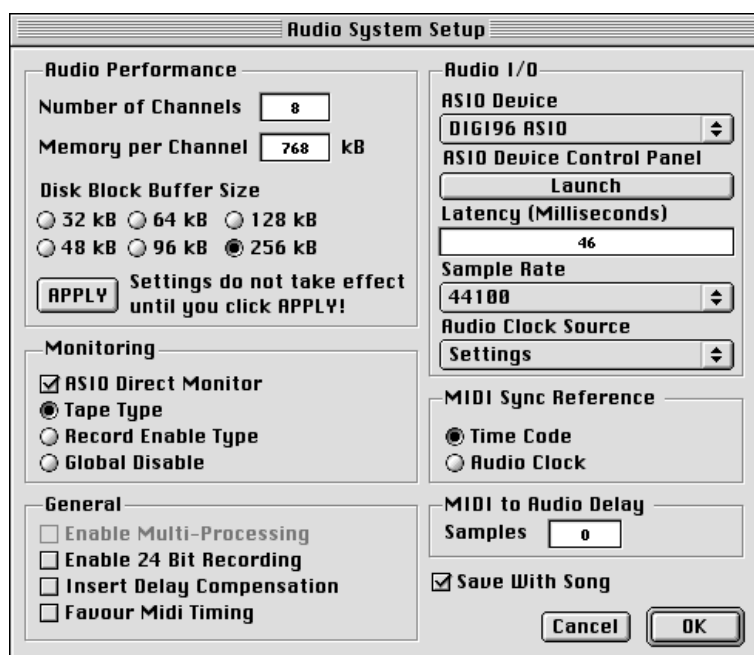 Audio System Setup
Audio Performance
Number of Channels 8
Memory per Channel 768 kB
Disk Block Buffer Size
32 kB 64 kB 128 kB
48 kB 96 kB 256 kB
APPLY
Settings do not take effect
until you click APPLY!
Monitoring
ASIO Direct Monitor
Tape Type
Record Enable Type
Global Disable
General
Enable Multi-Processing
Enable 24 Bit Recording
Insert Delay Compensation
Favour Midi Timing
Audio I/O
ASIO Device
DIGI96 ASIO
ASIO Device Control Panel
Launch
Latency (Milliseconds)
46
Sample Rate
44100
Audio Clock Source
Settings
MIDI Sync Reference
Time Code
Audio Clock
MIDI to Audio Delay
Samples 0
Save With Song
Cancel OK